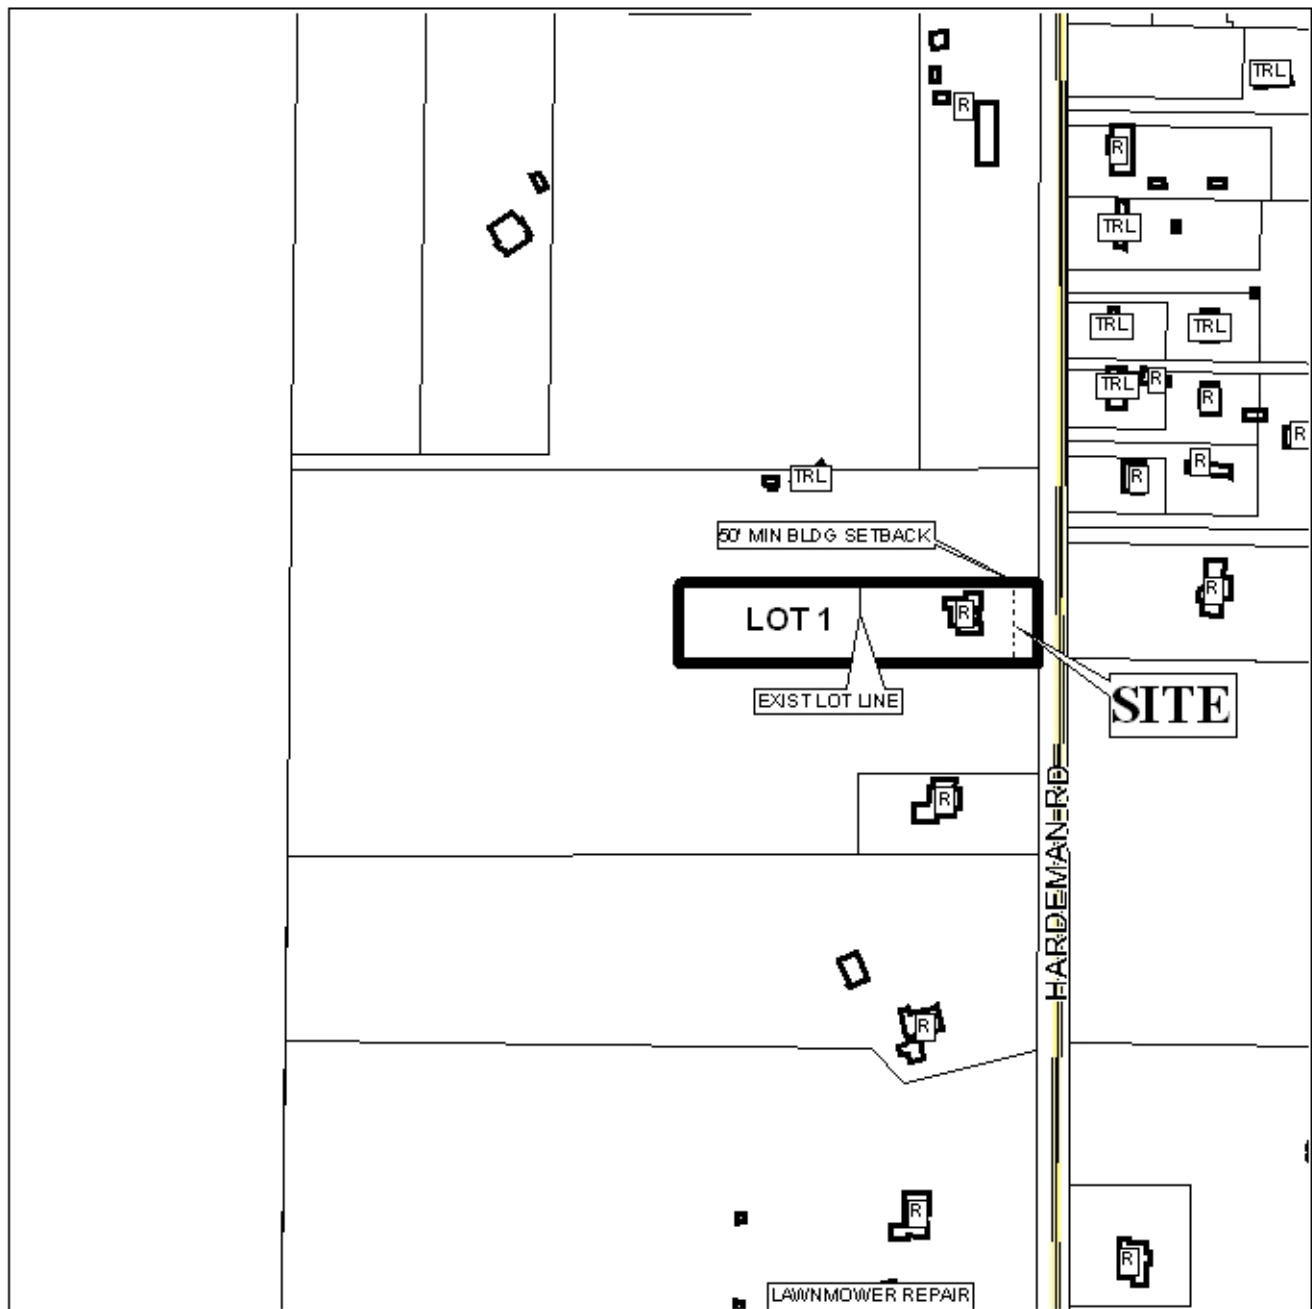 TRL
R
R
TRL
TRL
TRL
TRL
R
R
R
R
R
TRL
50' MIN BLDG SETBACK
R
LOT 1
R
EXIST LOT LINE
SITE
R
HARDEMAN RD
R
R
R
LAWNMOWER REPAIR